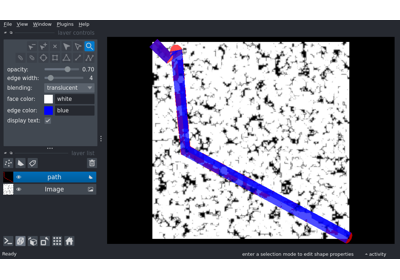 File View Window Plugins Help
layer controls
opacity: 0.70
edge width: 4
blending: translucent
face color: white
edge color: blue
display text:
layer list
path
Image
Ready
enter a selection mode to edit shape properties
activity